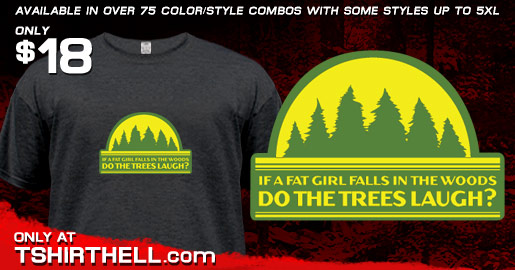 AVAILABLE IN OVER 75 COLOR/STYLE COMBOS WITH SOME STYLES UP TO 5XL
ONLY
$18
IF A FAT GIRL FALLS IN THE WOODS
DO THE TREES LAUGH?
IF A FAT GIRL FALLS IN THE WOODS
DO THE TREES LAUGH?
ONLY AT
TSHIRTHELL.com